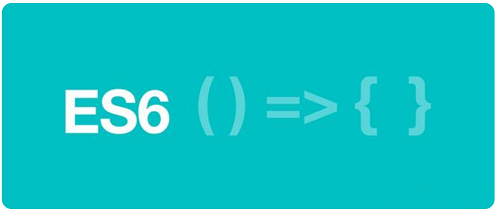 ES6 () => { }